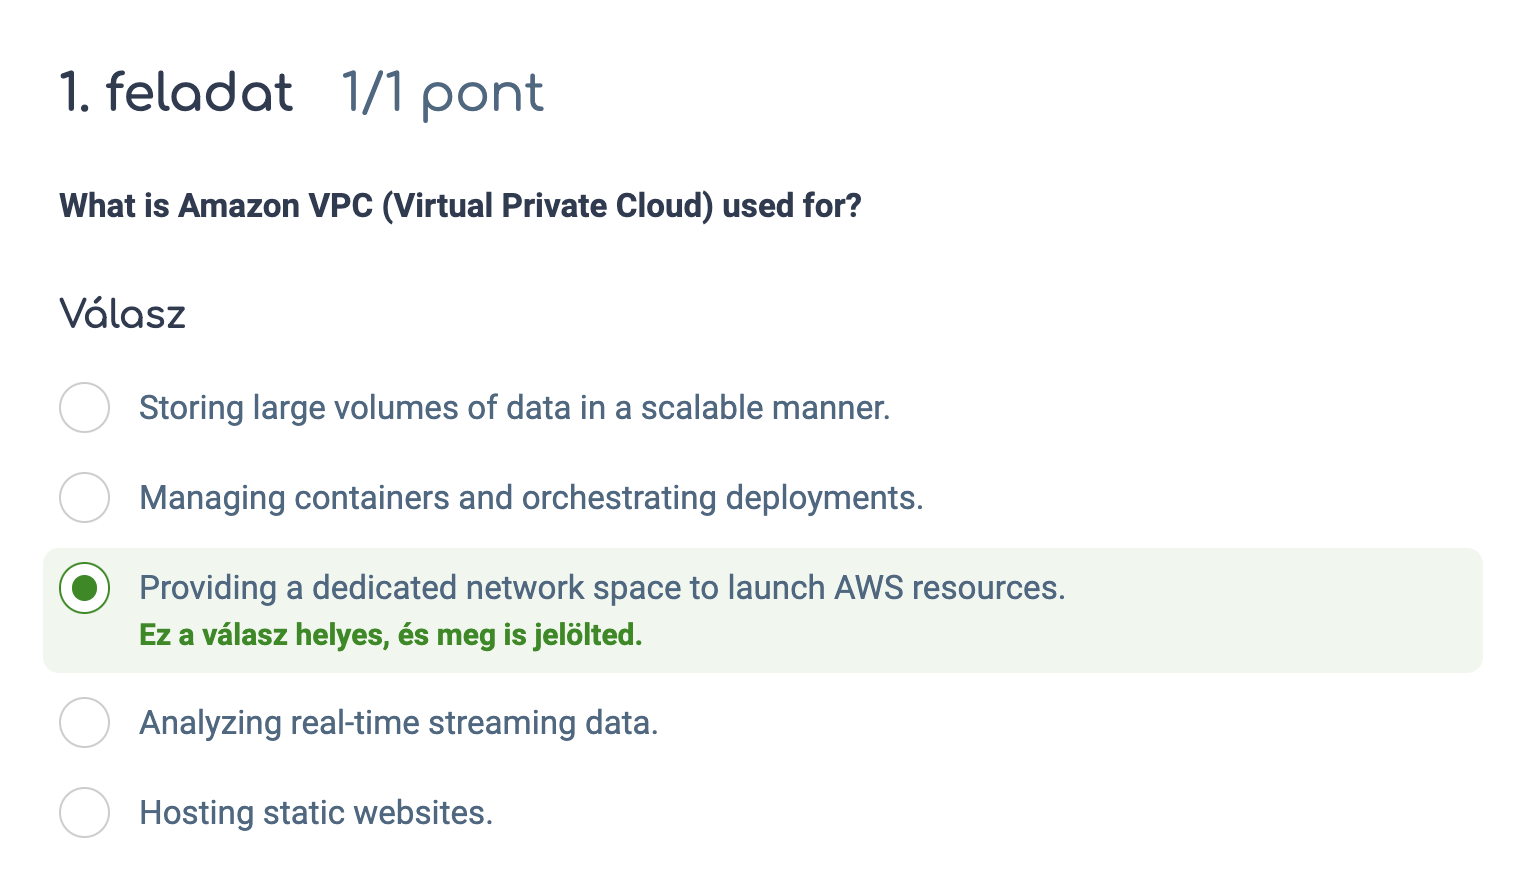 1. feladat 1/1 pont
What is Amazon VPC (Virtual Private Cloud) used for?
Válasz
Storing large volumes of data in a scalable manner.
Managing containers and orchestrating deployments.
Providing a dedicated network space to launch AWS resources.
Ez a válasz helyes, és meg is jelölted.
Analyzing real-time streaming data.
Hosting static websites.